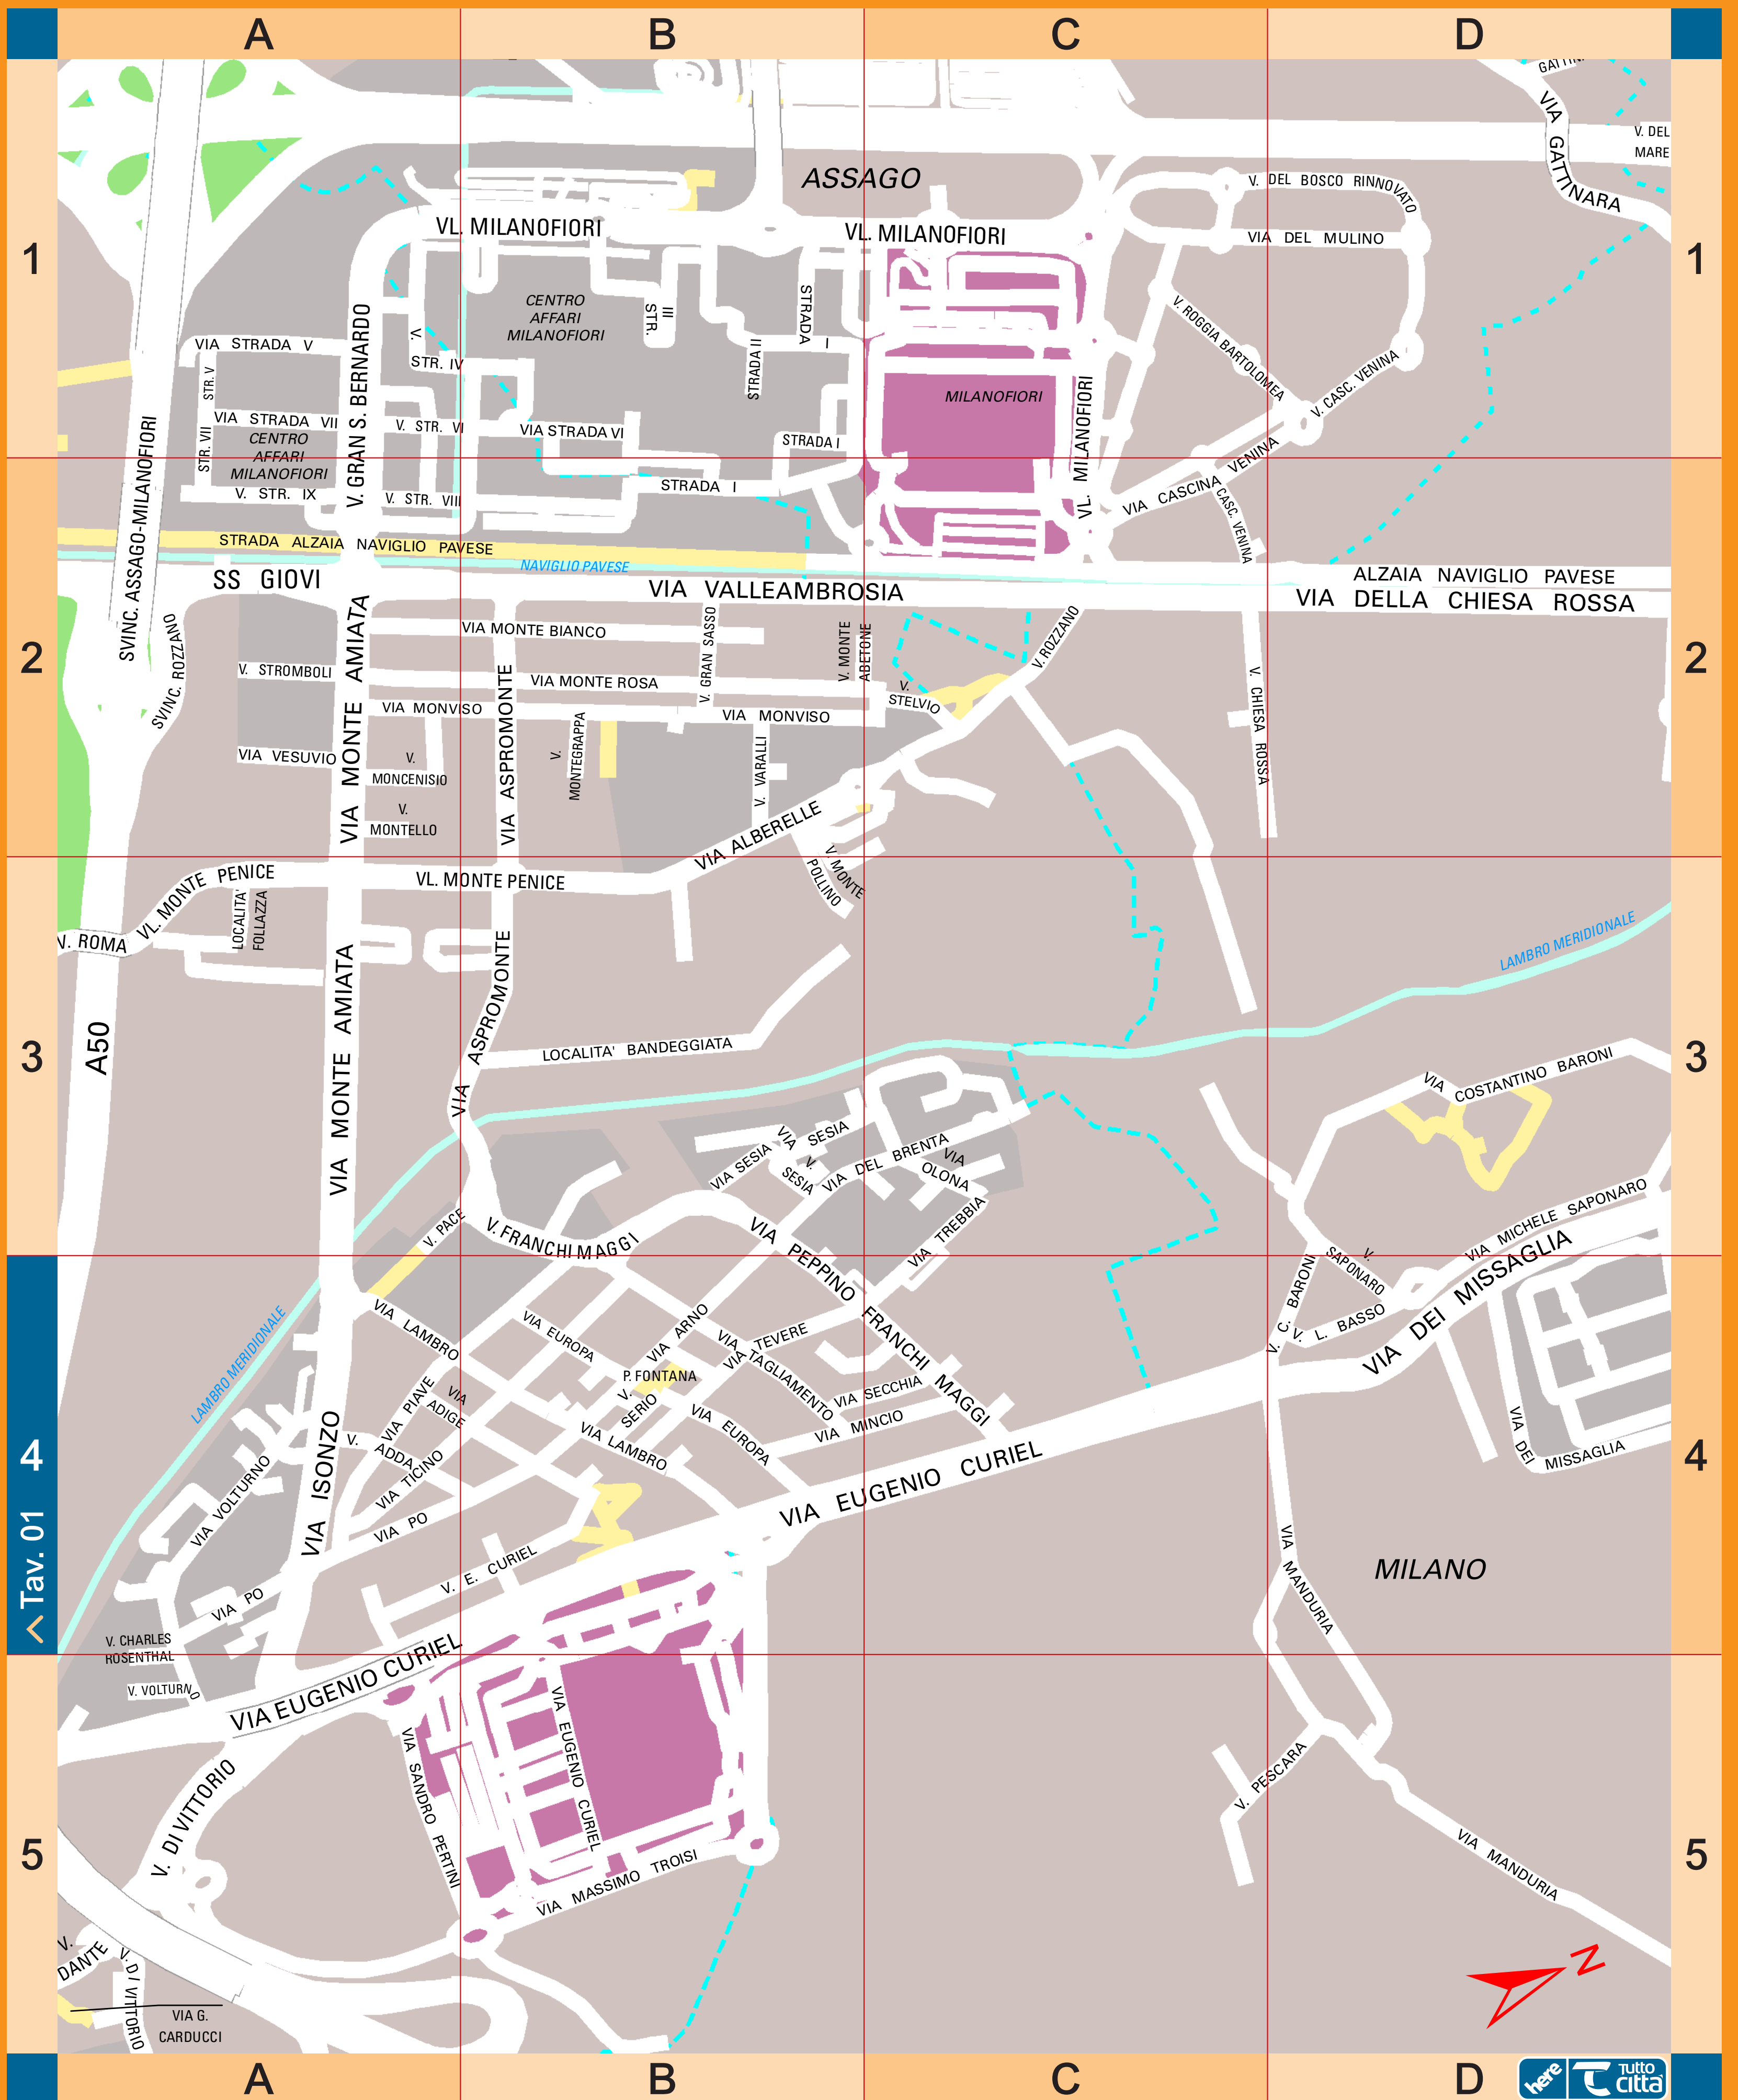 A B C D
GATTIN
VIA GATTINARA
V. DEL
MARE
ASSAGO
V. DEL BOSCO RINNOVATO
VL. MILANOFIORI
VL. MILANOFIORI
VIA DEL MULINO
1
1
CENTRO
AFFARI
MILANOFIORI
STR. III
STRADA I
STRADA II
V. ROGGIA BARTOLOMEA
V. CASC. VENINA
VIA STRADA V
V. GRAN S. BERNARDO
V.
STR. IV
STR. V
MILANOFIORI
VL. MILANOFIORI
VIA STRADA VII
V. STR. VI
VIA STRADA VI
STRADA I
STR. VII
CENTRO
AFFARI
MILANOFIORI
V. STR. IX
V. STR. VIII
STRADA I
VIA CASCINA VENINA
CASC. VENINA
SVINC. ASSAGO-MILANOFIORI
STRADA ALZAIA NAVIGLIO PAVESE
NAVIGLIO PAVESE
SS GIOVI
VIA VALLEAMBROSIA
ALZAIA NAVIGLIO PAVESE
VIA DELLA CHIESA ROSSA
2
2
SVINC. ROZZANO
VIA MONTE AMIATA
VIA MONTE BIANCO
V. GRAN SASSO
V. MONTE
ABETONE
V. ROZZANO
V. STROMBOLI
VIA MONTE ROSA
V.
STELVIO
VIA MONVISO
VIA MONVISO
VIA ASPROMONTE
V. CHIESA ROSSA
VIA VESUVIO
V.
MONCENISIO
V.
MONTEGRAPPA
V. VARALLI
V.
MONTELLO
VIA ALBERELLE
V. MONTE
POLLINO
VL. MONTE PENICE
VL. MONTE PENICE
LOCALITA'
FOLLAZZA
V. ROMA
LAMBRO MERIDIONALE
A50
VIA MONTE AMIATA
VIA ASPROMONTE
LOCALITA' BANDEGGIATA
3
3
VIA COSTANTINO BARONI
VIA SESIA
VIA SESIA
V.
SESIA
VIA DEL BRENTA
VIA
OLONA
VIA TREBBIA
V. PACE
V. FRANCHI MAGGI
VIA PEPPINO FRANCHI MAGGI
VIA MICHELE SAPONARO
V.
SAPONARO
VIA DEI MISSAGLIA
V. C. BARONI
V. L. BASSO
LAMBRO MERIDIONALE
VIA LAMBRO
VIA EUROPA
VIA ARNO
VIA TEVERE
VIA TAGLIAMENTO
P. FONTANA
V.
SERIO
VIA SECCHIA
VIA MINCIO
VIA PIAVE
VIA
ADIGE
V. ADDA
VIA TICINO
VIA LAMBRO
VIA EUROPA
VIA ISONZO
VIA VOLTURNO
VIA PO
VIA EUGENIO CURIEL
VIA DEI MISSAGLIA
4
4
Tav. 01
V. E. CURIEL
VIA PO
VIA MANDURIA
MILANO
V. CHARLES
ROSENTHAL
V. VOLTURNO
VIA EUGENIO CURIEL
VIA SANDRO PERTINI
VIA EUGENIO CURIEL
V. PESCARA
V. DI VITTORIO
5
5
VIA MASSIMO TROISI
VIA MANDURIA
V.
DANTE
V. DI VITTORIO
VIA G.
CARDUCCI
N
A B C D
here
TUTTO
città